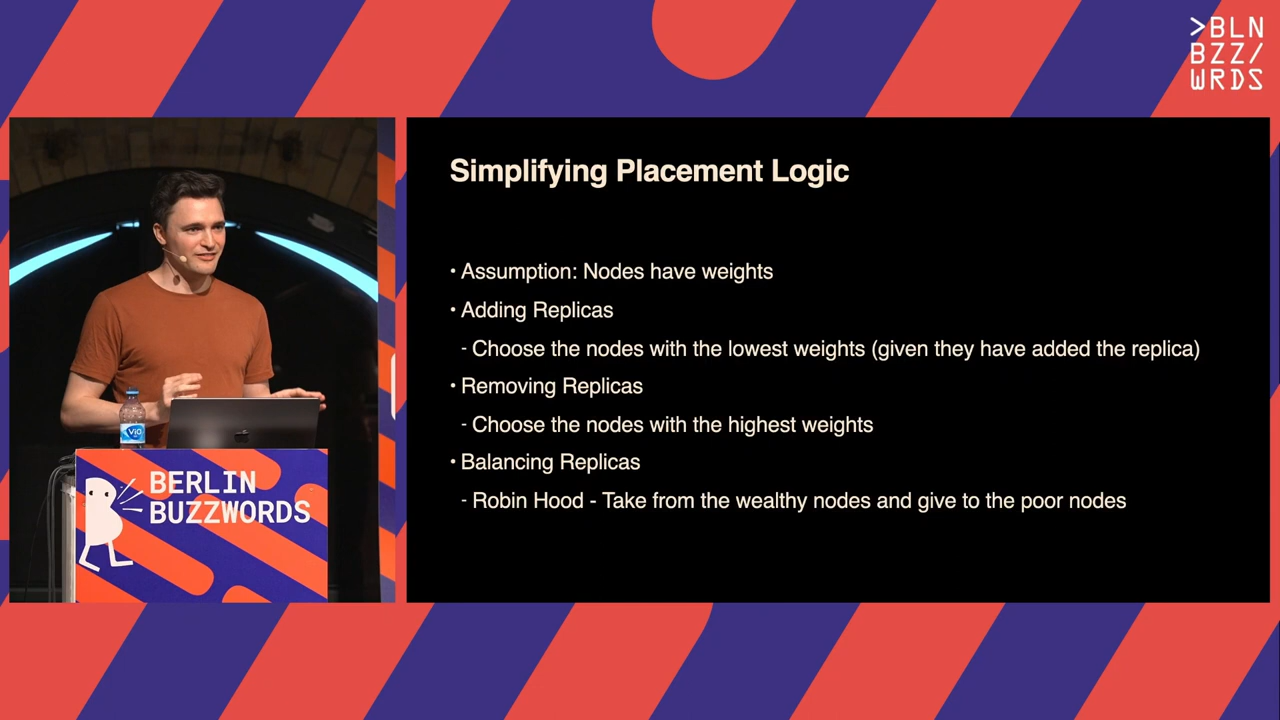 >BLN
BZZ/
WRDS
Simplifying Placement Logic
• Assumption: Nodes have weights
• Adding Replicas
- Choose the nodes with the lowest weights (given they have added the replica)
• Removing Replicas
- Choose the nodes with the highest weights
• Balancing Replicas
- Robin Hood - Take from the wealthy nodes and give to the poor nodes
ViO
BERLIN
BUZZWORDS